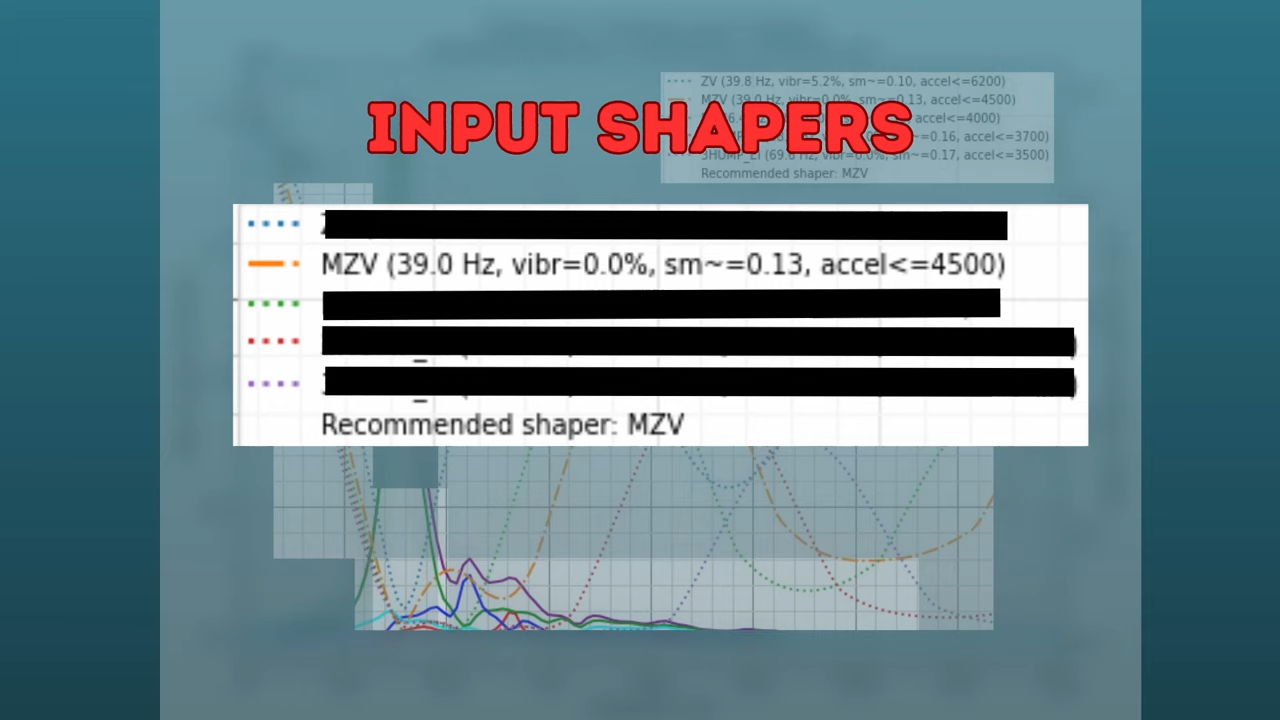 ZV (39.8 Hz, vibr=5.2%, sm~=0.10, accel<=6200)
MZV (39.0 Hz, vibr=0.0%, sm~=0.13, accel<=4500)
INPUT SHAPERS
accel<=4000)
sm~=0.16, accel<=3700)
3HUMP_EI (69.6 Hz, vibr=0.0%, sm~=0.17, accel<=3500)
Recommended shaper: MZV
MZV (39.0 Hz, vibr=0.0%, sm~=0.13, accel<=4500)
Recommended shaper: MZV